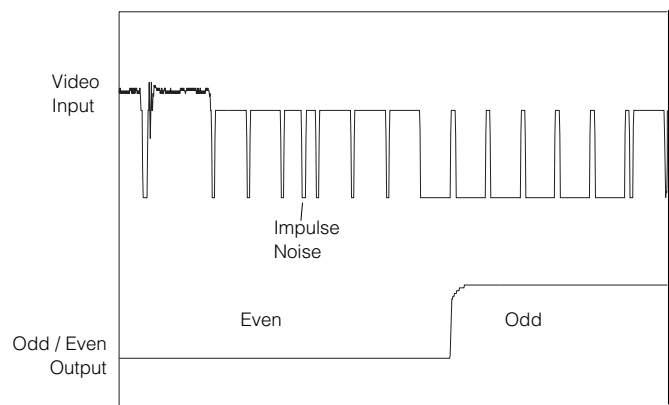 Video
Input
Impulse
Noise
Even
Odd
Odd / Even
Output